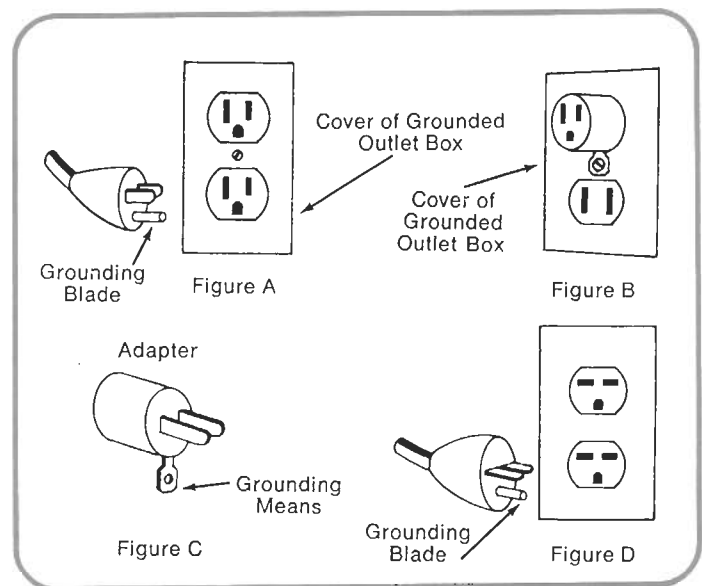 Cover of Grounded
Outlet Box
Grounding
Blade
Figure A
Cover of
Grounded
Outlet Box
Figure B
Adapter
Grounding
Means
Figure C
Grounding
Blade
Figure D